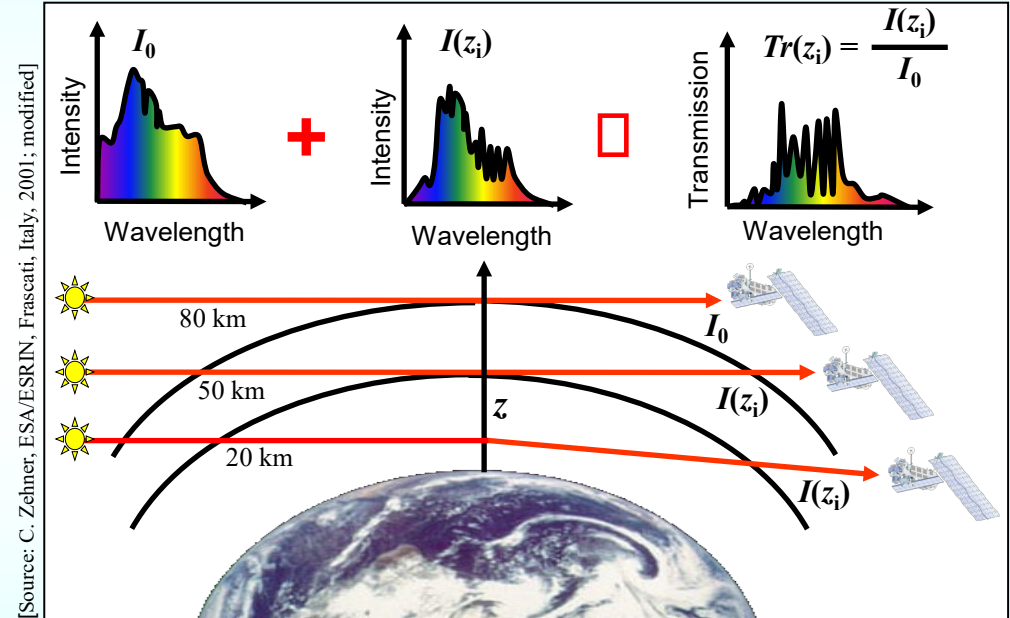 [Source: C. Zehner, ESA/ESRIN, Frascati, Italy, 2001; modified]
I₀
Intensity
Wavelength
+
I(zᵢ)
Intensity
Wavelength
Tr(zᵢ) = I(zᵢ) / I₀
Transmission
Wavelength
80 km
I₀
50 km
I(zᵢ)
z
20 km
I(zᵢ)